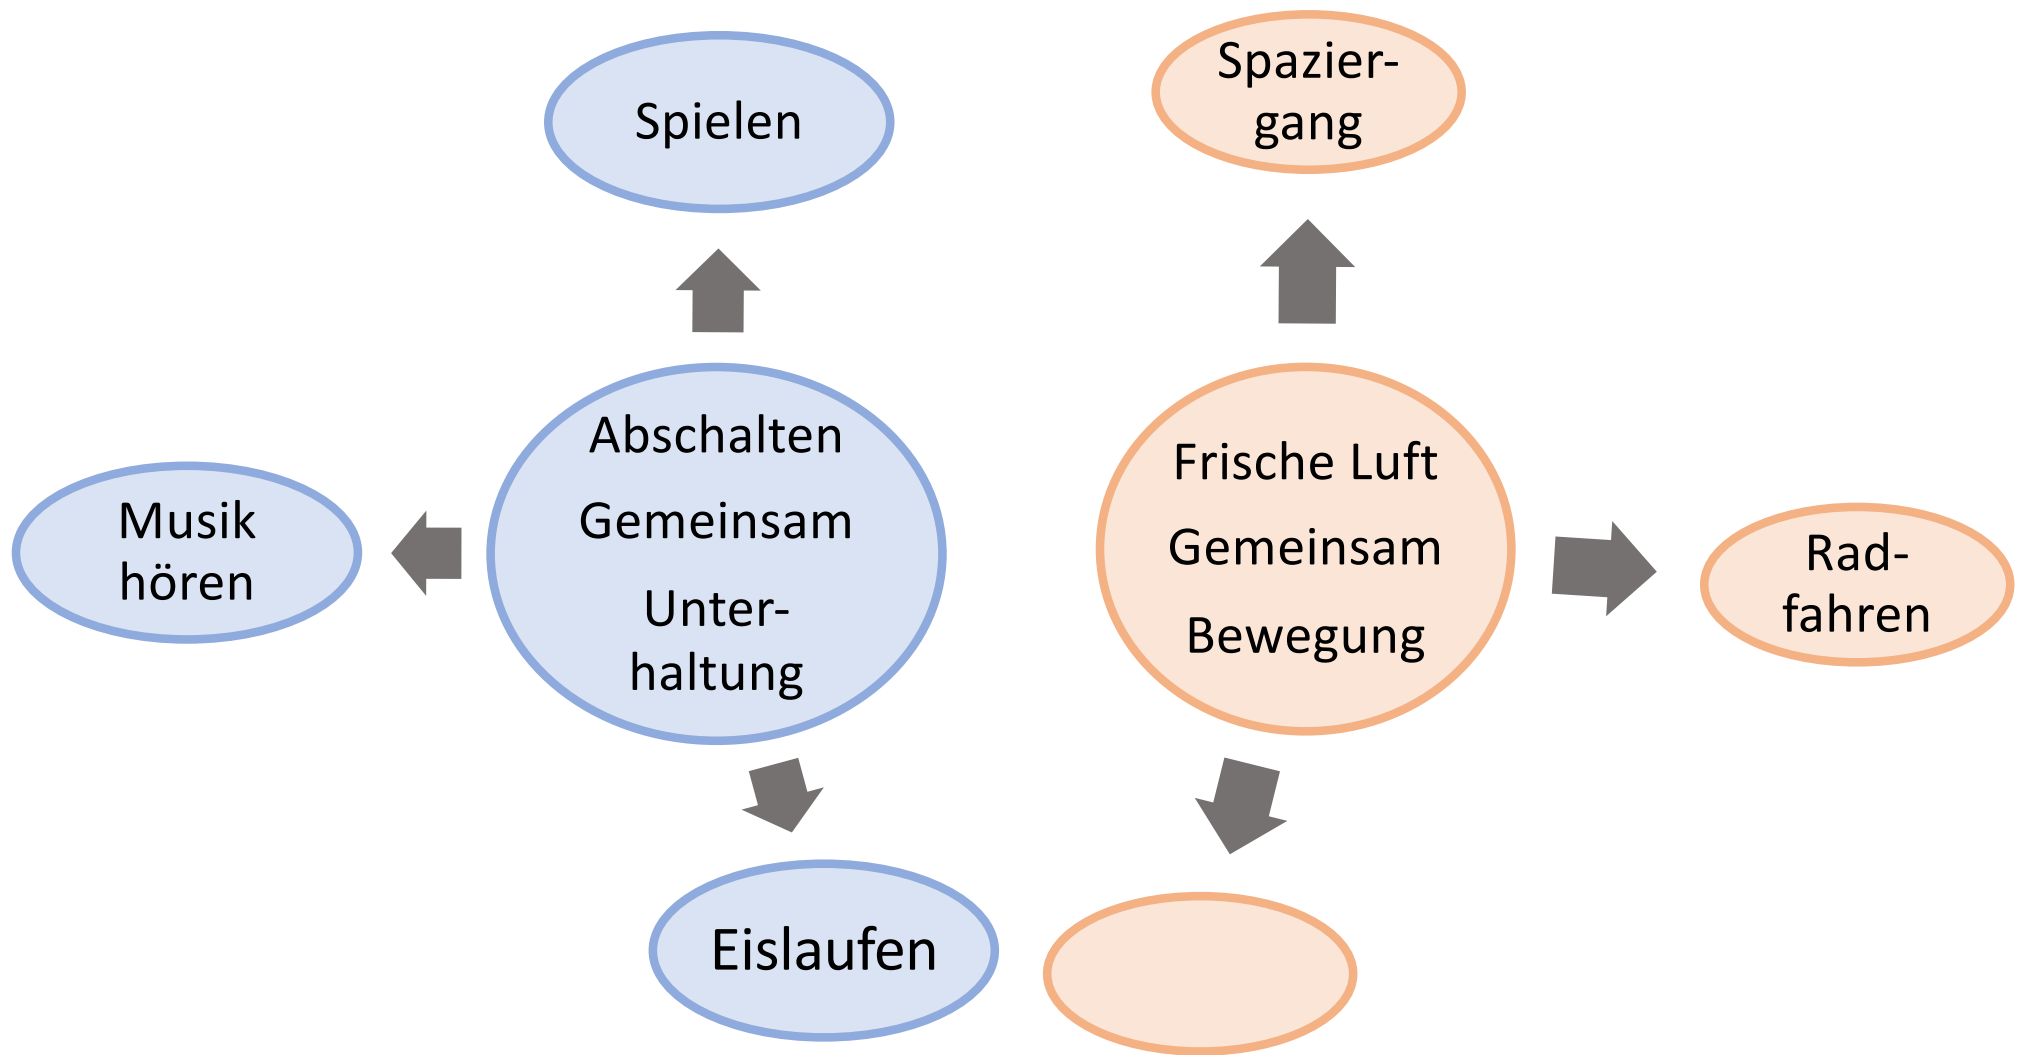 Spielen
Spazier-
gang
Abschalten
Gemeinsam
Unter-
haltung
Frische Luft
Gemeinsam
Bewegung
Musik
hören
Rad-
fahren
Eislaufen